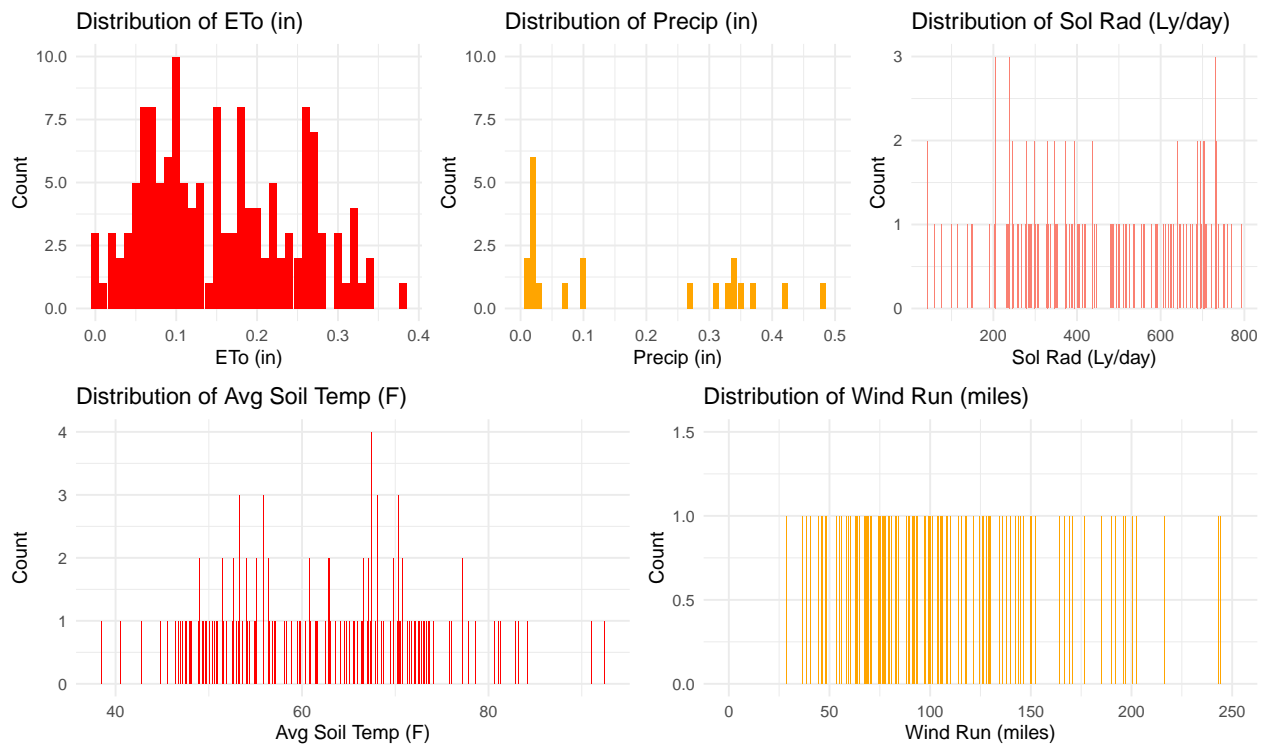 Distribution of ETo (in)
10.0
7.5
5.0
2.5
0.0
Count
0.0 0.1 0.2 0.3 0.4
ETo (in)
Distribution of Precip (in)
10.0
7.5
5.0
2.5
0.0
Count
0.0 0.1 0.2 0.3 0.4 0.5
Precip (in)
Distribution of Sol Rad (Ly/day)
3
2
1
0
Count
200 400 600 800
Sol Rad (Ly/day)
Distribution of Avg Soil Temp (F)
4
3
2
1
0
Count
40 60 80
Avg Soil Temp (F)
Distribution of Wind Run (miles)
1.5
1.0
0.5
0.0
Count
0 50 100 150 200 250
Wind Run (miles)